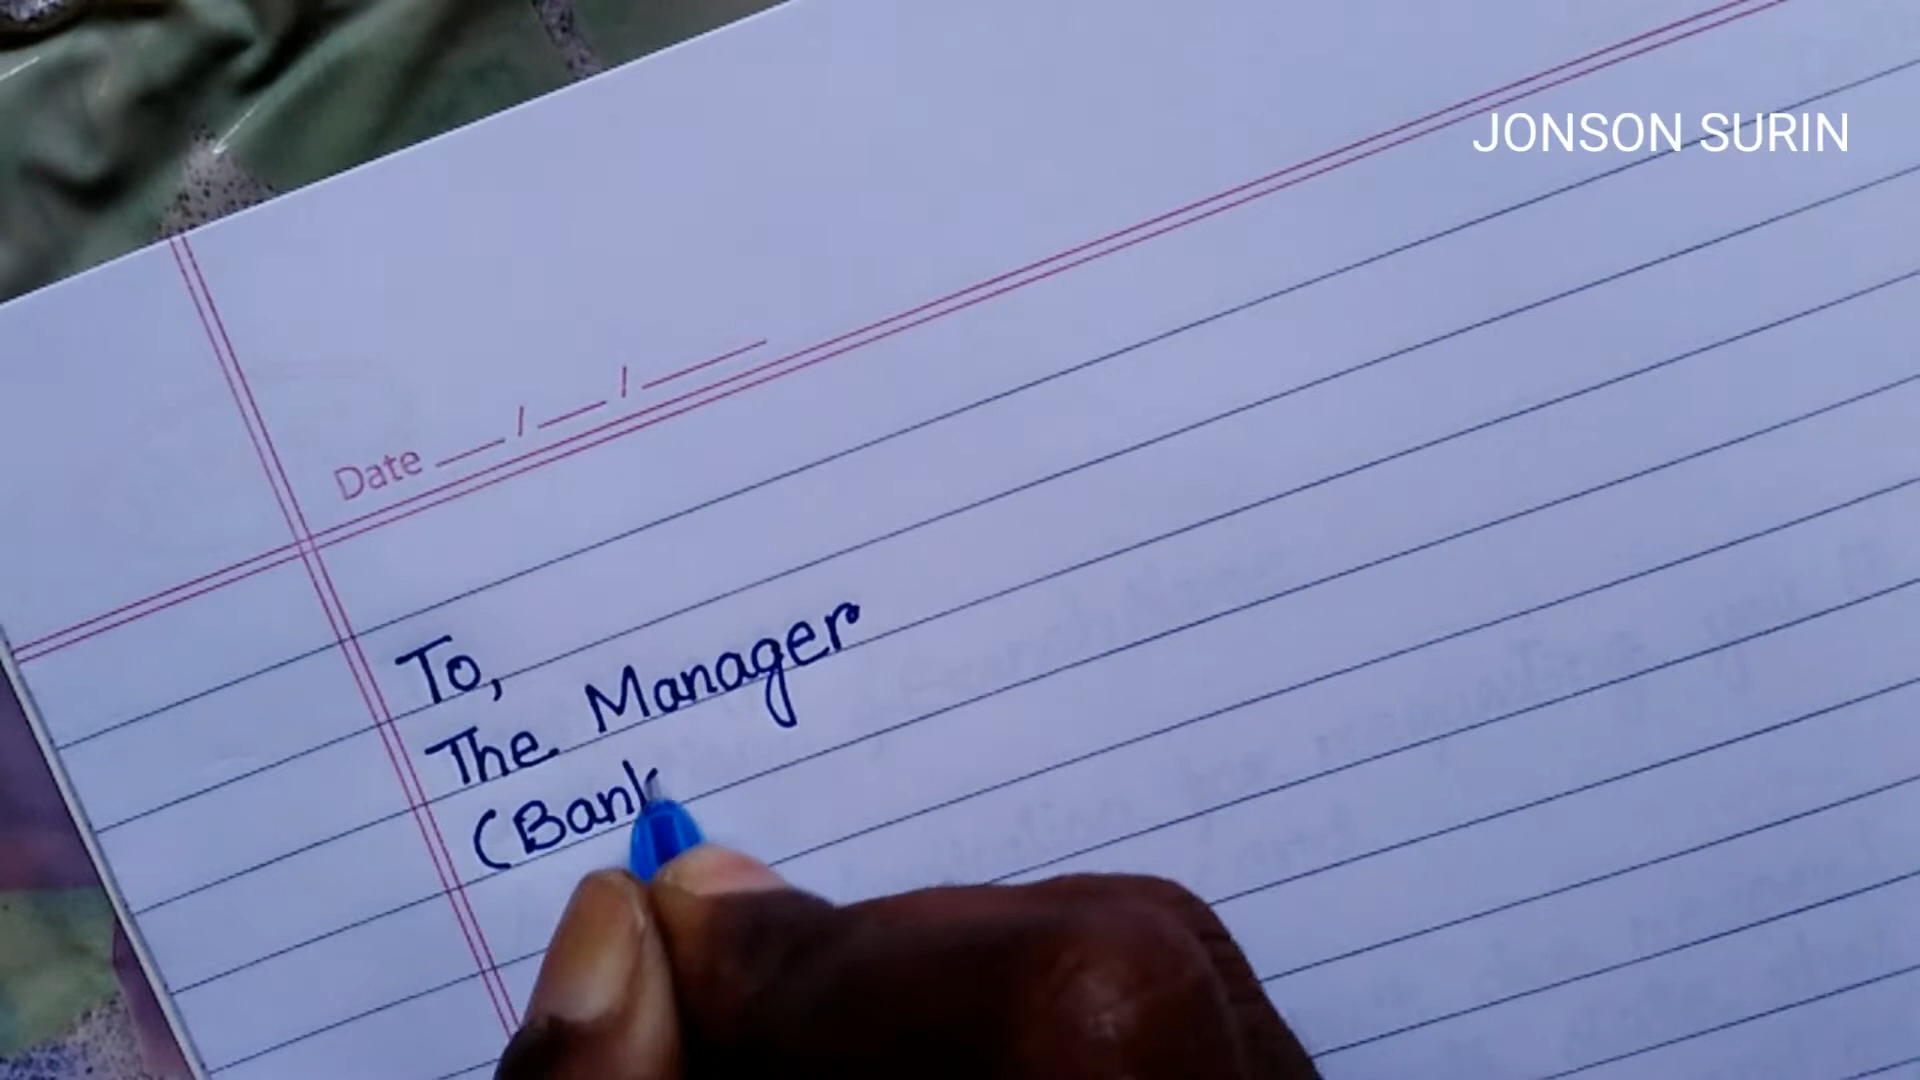 JONSON SURIN
Date __ / __ / ____
To,
The Manager
(Bank